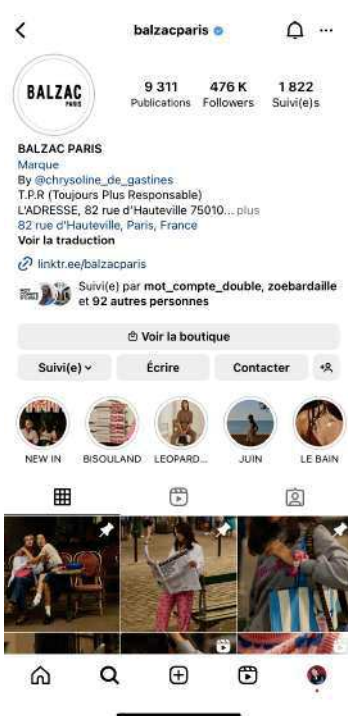 balzacparis
BALZAC
PARIS
9 311 476 K 1 822
Publications Followers Suivi(e)s
BALZAC PARIS
Marque
By @chrysoline_de_gastines
T.P.R (Toujours Plus Responsable)
L'ADRESSE, 82 rue d'Hauteville 75010... plus
82 rue d'Hauteville, Paris, France
Voir la traduction
linktr.ee/balzacparis
Suivi(e) par mot_compte_double, zoebardaille
et 92 autres personnes
Voir la boutique
Suivi(e) Écrire Contacter
NEW IN BISOULAND LEOPARD... JUIN LE BAIN